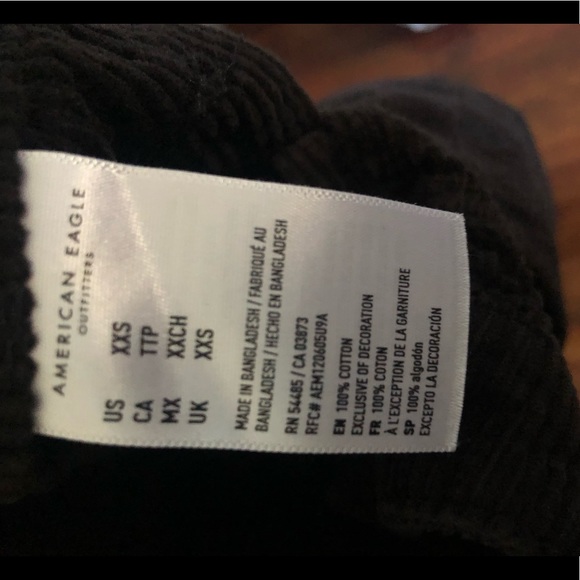 AMERICAN EAGLE
OUTFITTERS
US XXS
CA TTP
MX XXCH
UK XXS
MADE IN BANGLADESH / FABRIQUÉ AU
BANGLADESH / HECHO EN BANGLADESH
RN 54485 / CA 03873
RFC# AEM120605U9A
EN 100% COTTON
EXCLUSIVE OF DECORATION
FR 100% COTON
À L'EXCEPTION DE LA GARNITURE
SP 100% algodón
EXCEPTO LA DECORACIÓN